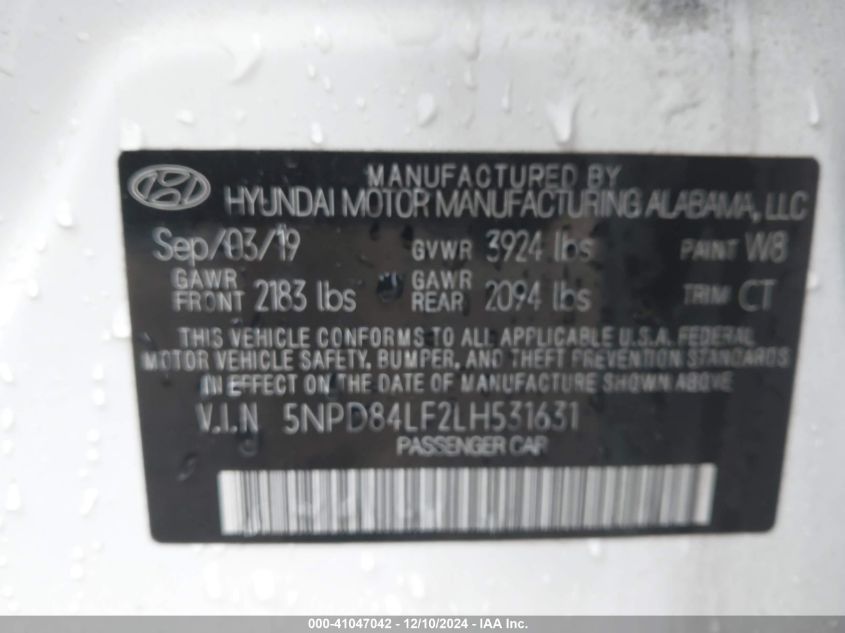 MANUFACTURED BY
HYUNDAI MOTOR MANUFACTURING ALABAMA, LLC
Sep/03/19 GVWR 3924 lbs PAINT W8
GAWR FRONT 2183 lbs GAWR REAR 2094 lbs TRIM CT
THIS VEHICLE CONFORMS TO ALL APPLICABLE U.S.A. FEDERAL
MOTOR VEHICLE SAFETY, BUMPER, AND THEFT PREVENTION STANDARDS
IN EFFECT ON THE DATE OF MANUFACTURE SHOWN ABOVE
V.I.N 5NPD84LF2LH531631
PASSENGER CAR
000-41047042 - 12/10/2024 - IAA Inc.